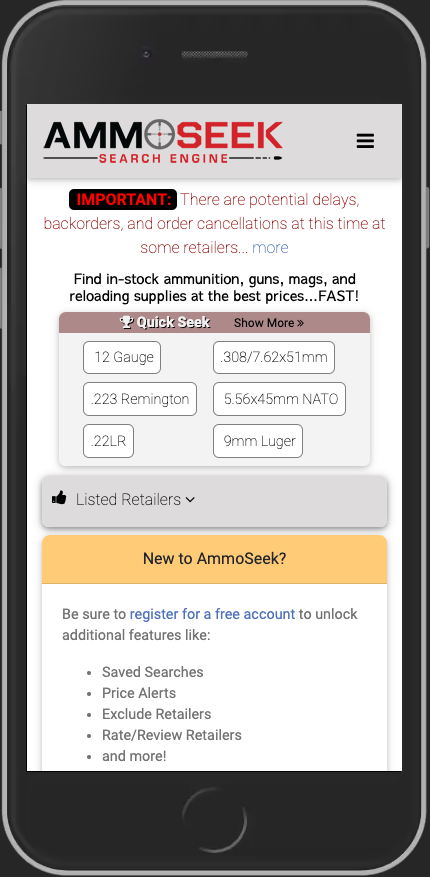 AMMOSEEK
SEARCH ENGINE
IMPORTANT: There are potential delays,
backorders, and order cancellations at this time at
some retailers... more
Find in-stock ammunition, guns, mags, and
reloading supplies at the best prices...FAST!
Quick Seek Show More »
12 Gauge .308/7.62x51mm
.223 Remington 5.56x45mm NATO
.22LR 9mm Luger
Listed Retailers
New to AmmoSeek?
Be sure to register for a free account to unlock
additional features like:
• Saved Searches
• Price Alerts
• Exclude Retailers
• Rate/Review Retailers
• and more!